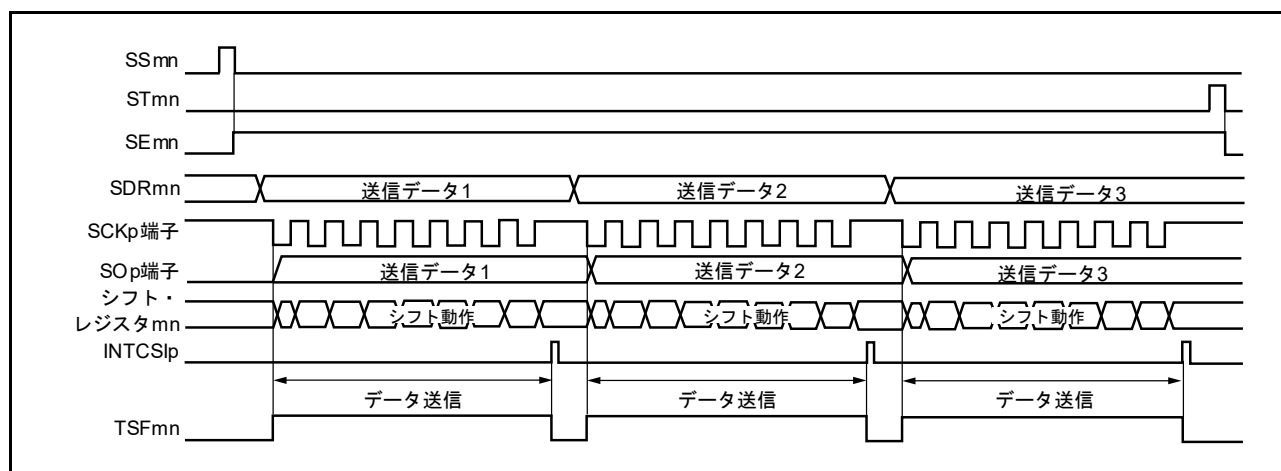 SSmn
STmn
SEmn
SDRmn 送信データ1 送信データ2 送信データ3
SCKp端子
SOp端子 送信データ1 送信データ2 送信データ3
シフト・
レジスタmn シフト動作 シフト動作 シフト動作
INTCSIp
データ送信 データ送信 データ送信
TSFmn